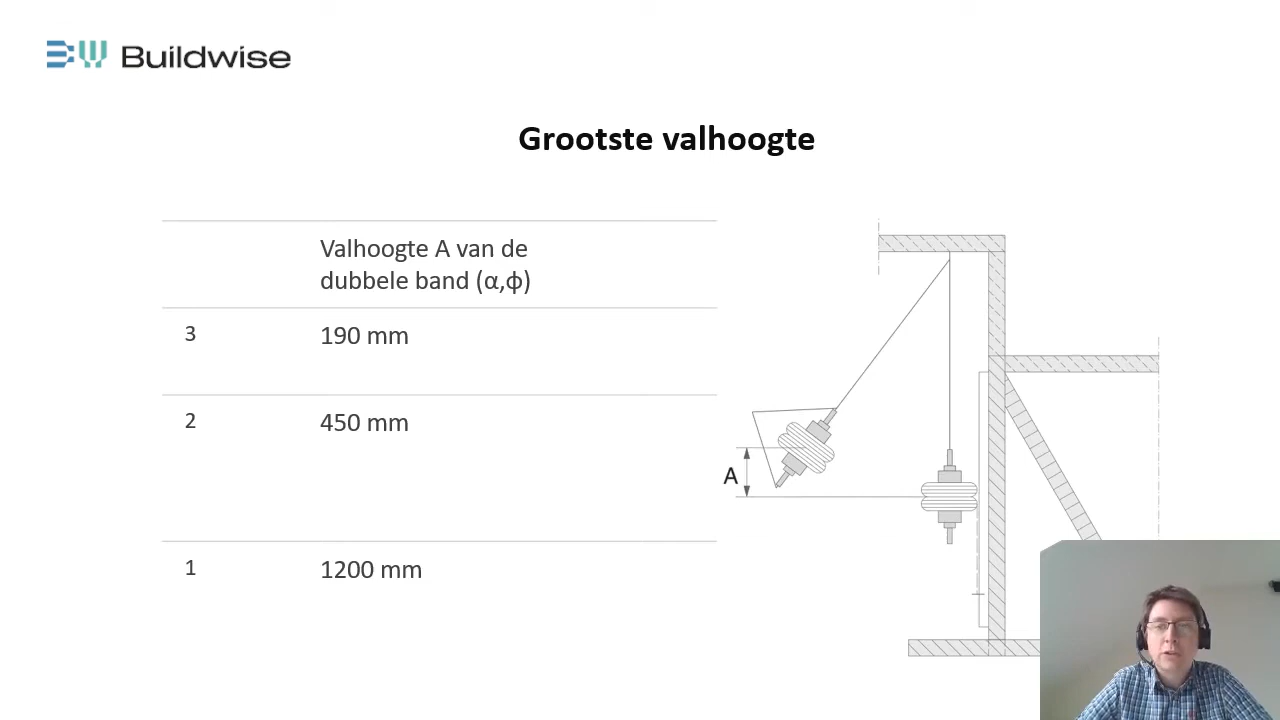 Buildwise
Grootste valhoogte
Valhoogte A van de
dubbele band (α,ф)
3 190 mm
2 450 mm
1 1200 mm
A